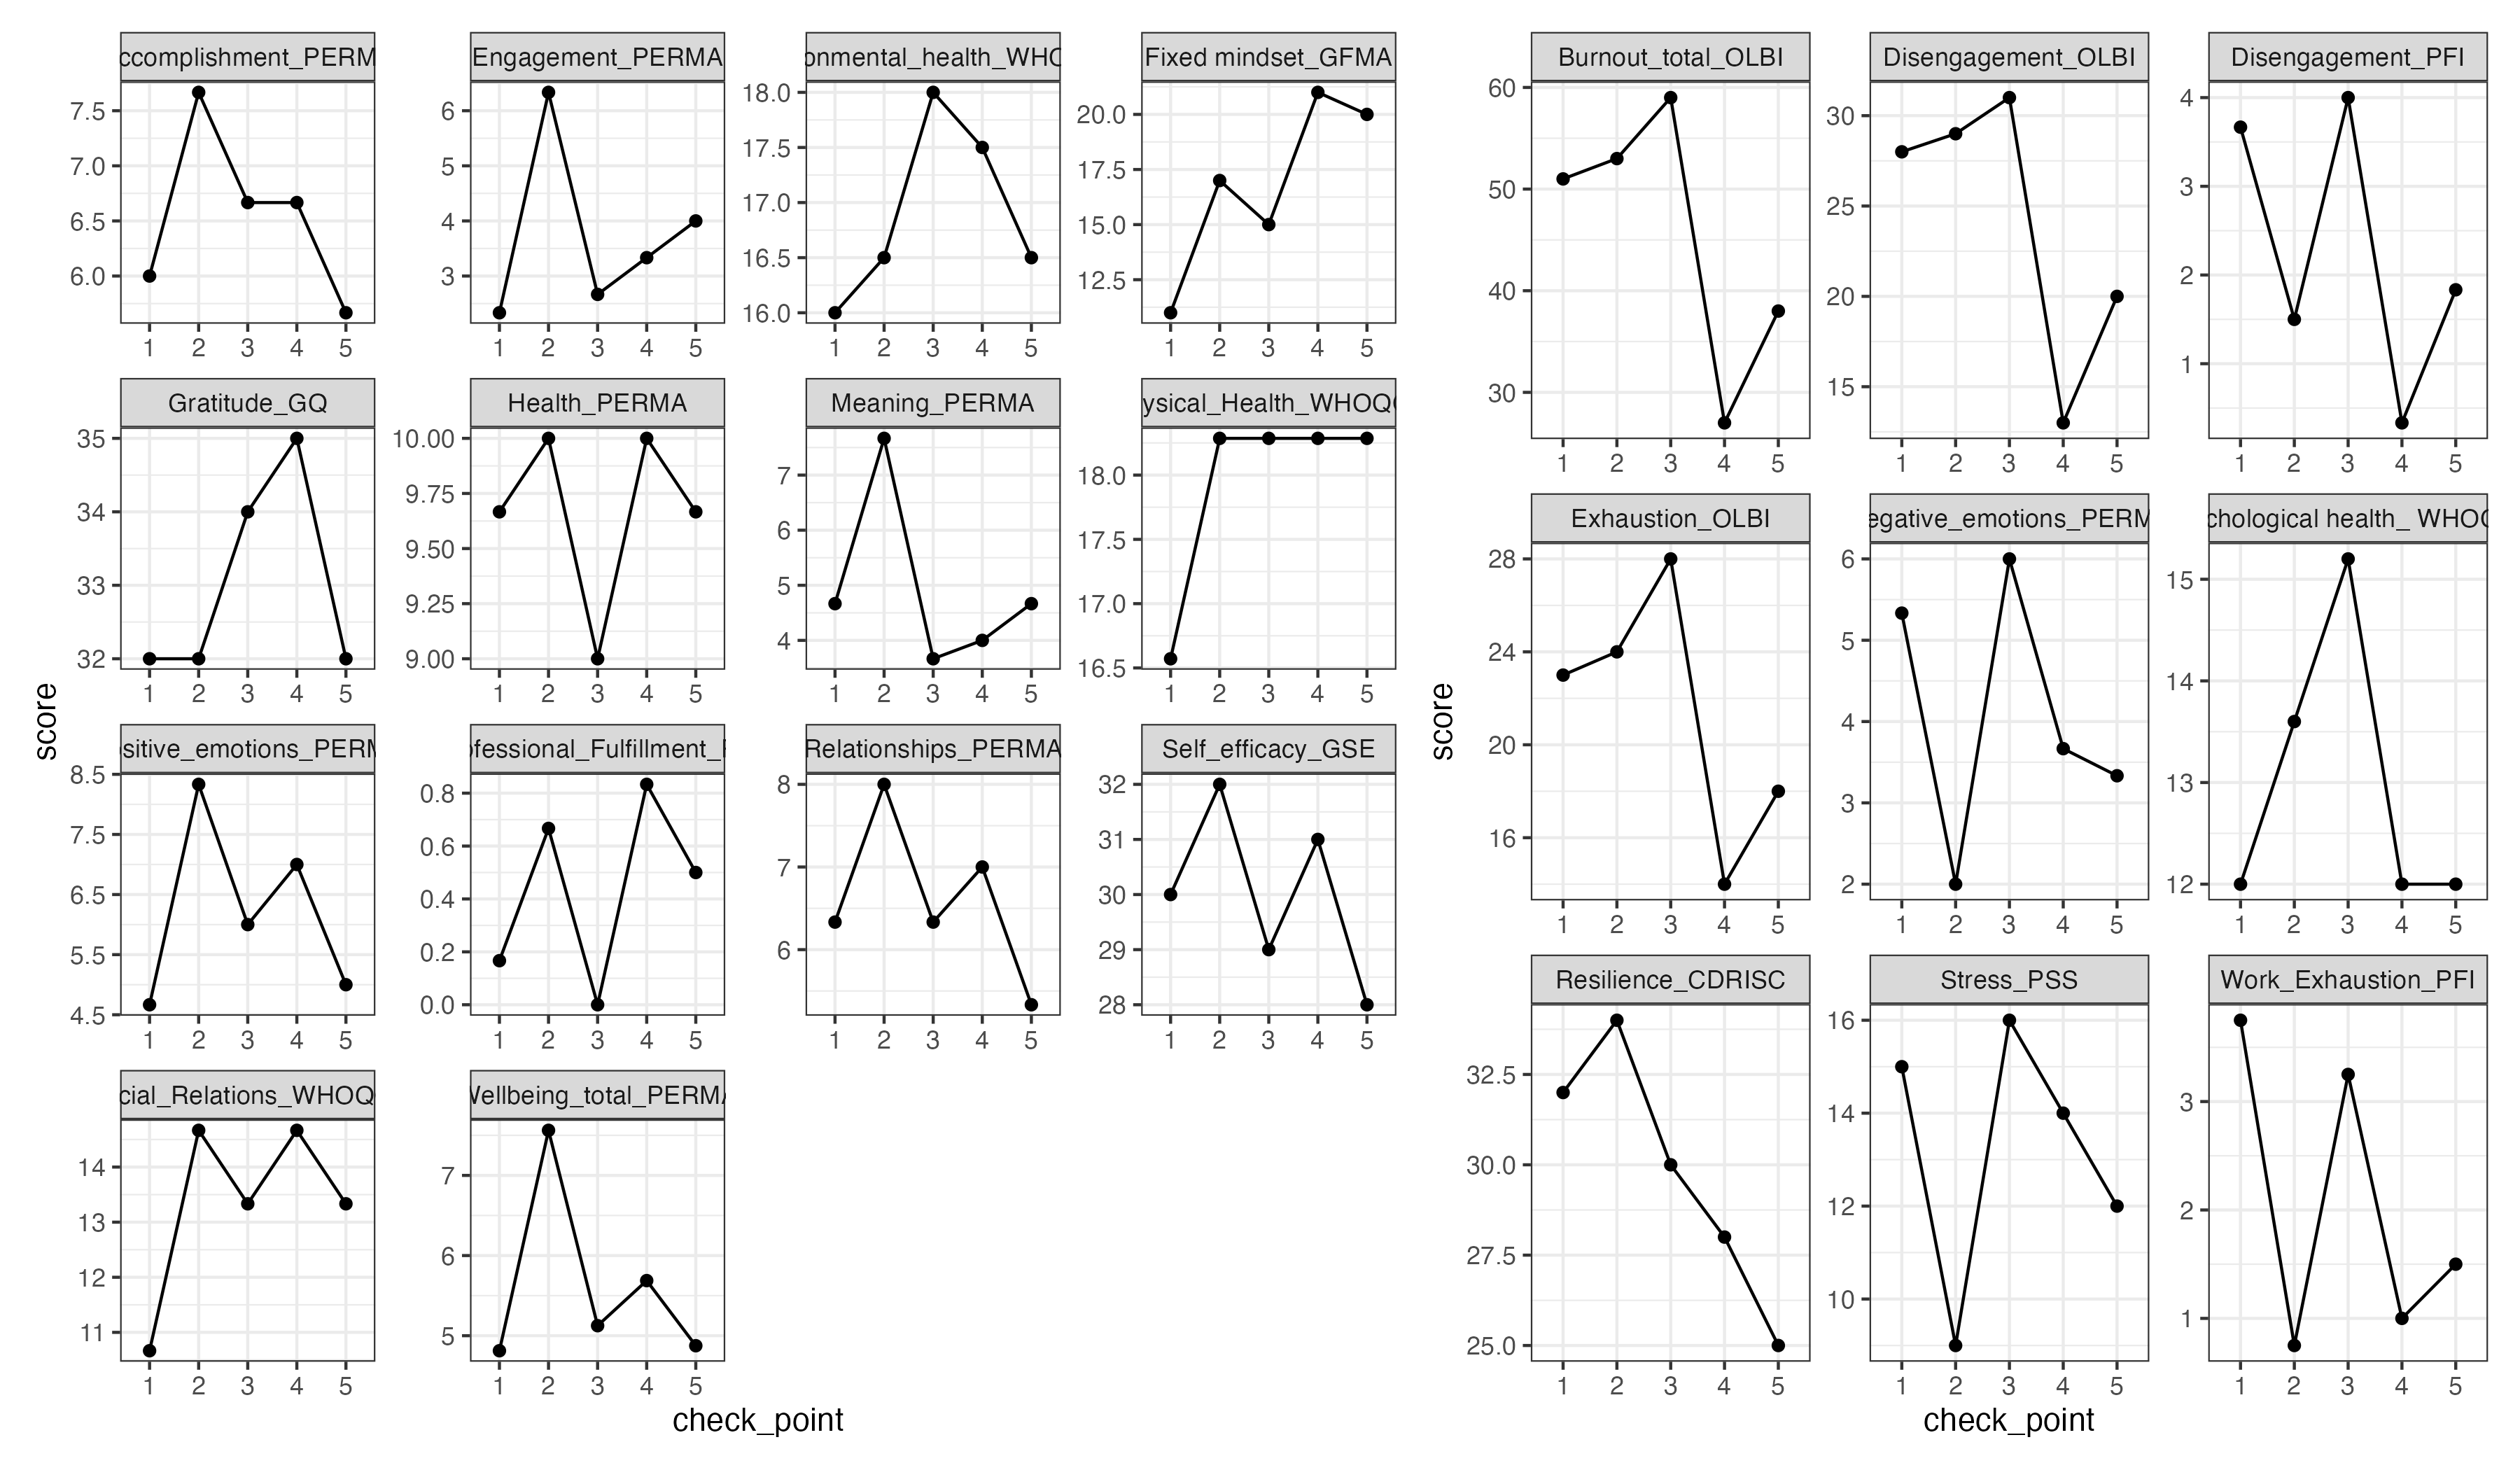 ccomplishment_PERM
Engagement_PERMA
onmental_health_WHO
Fixed mindset_GFMA
7.5
7.0
6.5
6.0
1 2 3 4 5
6
5
4
3
1 2 3 4 5
18.0
17.5
17.0
16.5
16.0
1 2 3 4 5
20.0
17.5
15.0
12.5
1 2 3 4 5
Gratitude_GQ
Health_PERMA
Meaning_PERMA
ysical_Health_WHOQ
35
34
33
32
1 2 3 4 5
10.00
9.75
9.50
9.25
9.00
1 2 3 4 5
7
6
5
4
1 2 3 4 5
18.0
17.5
17.0
16.5
1 2 3 4 5
sitive_emotions_PERM
ofessional_Fulfillment_
Relationships_PERMA
Self_efficacy_GSE
8.5
7.5
6.5
5.5
4.5
1 2 3 4 5
0.8
0.6
0.4
0.2
0.0
1 2 3 4 5
8
7
6
1 2 3 4 5
32
31
30
29
28
1 2 3 4 5
cial_Relations_WHOQ
Wellbeing_total_PERMA
14
13
12
11
1 2 3 4 5
7
6
5
1 2 3 4 5
score
check_point
Burnout_total_OLBI
Disengagement_OLBI
Disengagement_PFI
60
50
40
30
1 2 3 4 5
30
25
20
15
1 2 3 4 5
4
3
2
1
1 2 3 4 5
Exhaustion_OLBI
egative_emotions_PERM
chological health_ WHOQ
28
24
20
16
1 2 3 4 5
6
5
4
3
2
1 2 3 4 5
15
14
13
12
1 2 3 4 5
Resilience_CDRISC
Stress_PSS
Work_Exhaustion_PFI
32.5
30.0
27.5
25.0
1 2 3 4 5
16
14
12
10
1 2 3 4 5
3
2
1
1 2 3 4 5
score
check_point